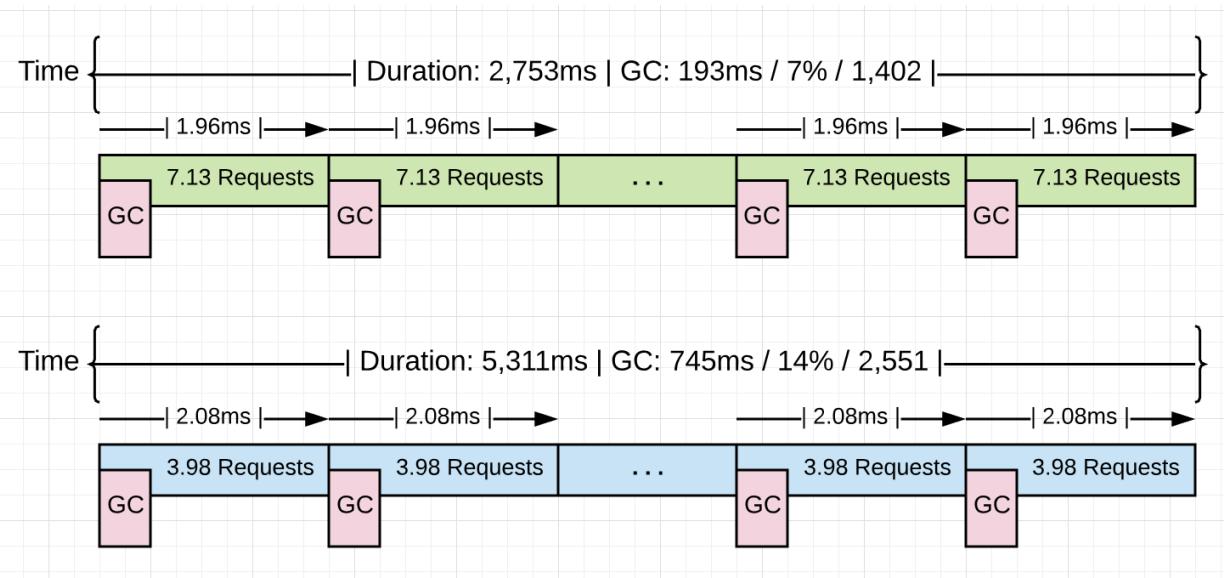 Time | Duration: 2,753ms | GC: 193ms / 7% / 1,402 |
| 1.96ms | | 1.96ms | | 1.96ms | | 1.96ms |
7.13 Requests 7.13 Requests ... 7.13 Requests 7.13 Requests
GC GC GC GC
Time | Duration: 5,311ms | GC: 745ms / 14% / 2,551 |
| 2.08ms | | 2.08ms | | 2.08ms | | 2.08ms |
3.98 Requests 3.98 Requests ... 3.98 Requests 3.98 Requests
GC GC GC GC